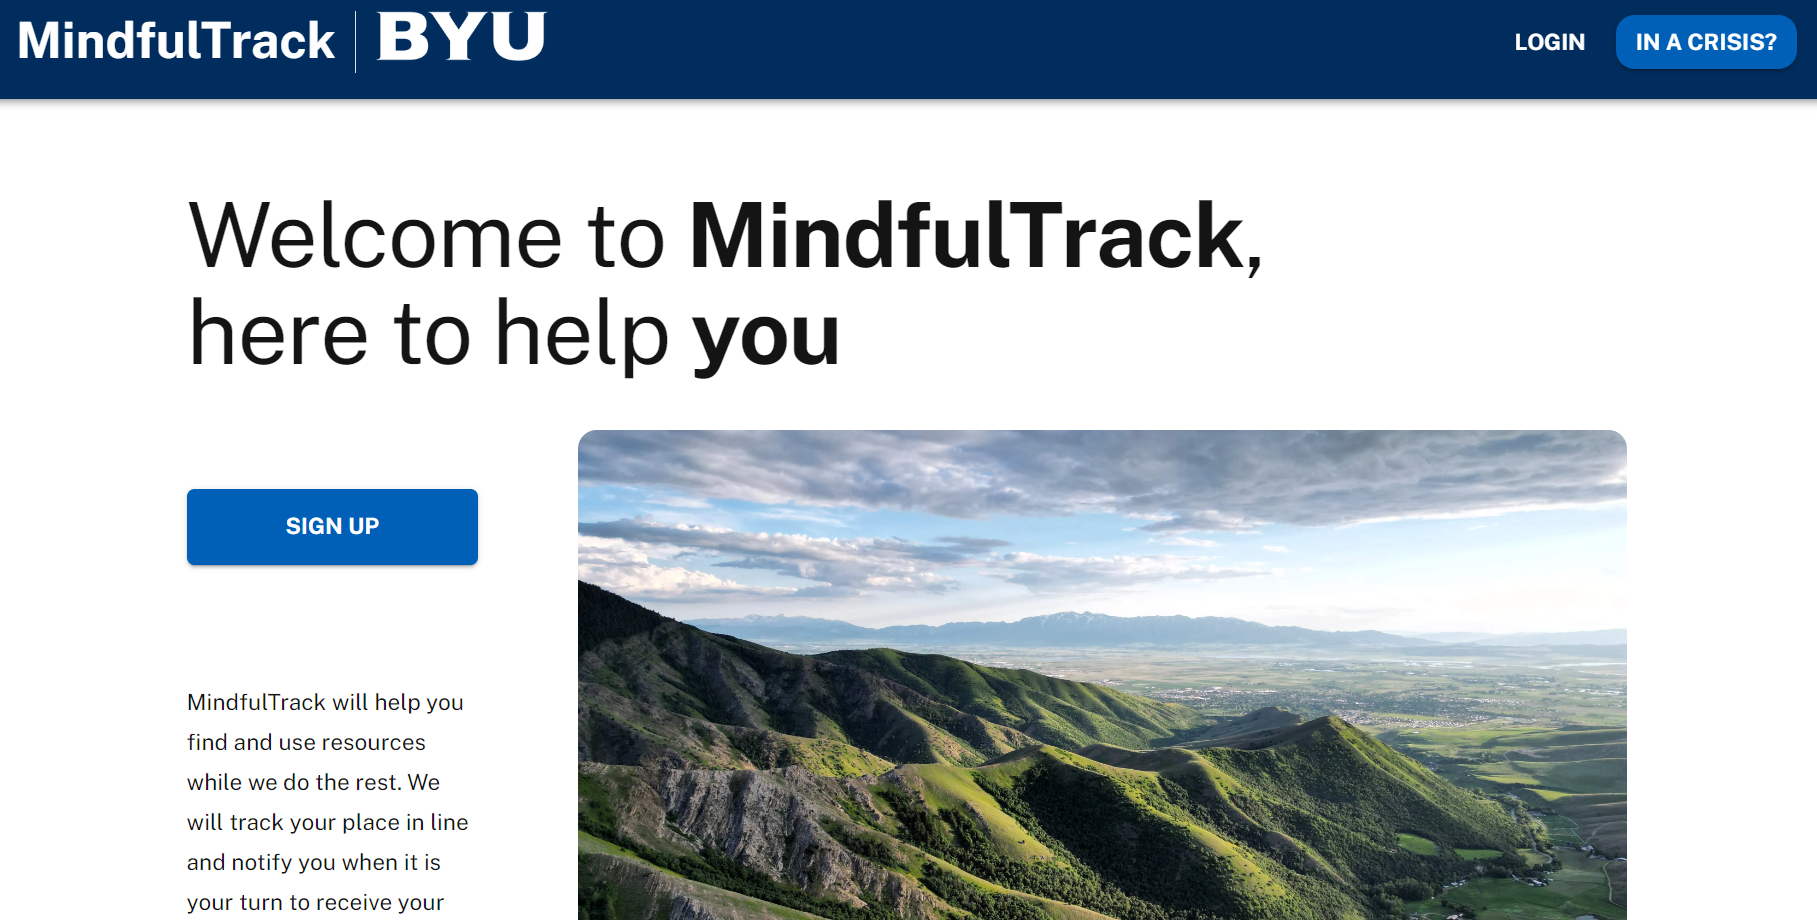 MindfulTrack BYU LOGIN IN A CRISIS?
Welcome to MindfulTrack,
here to help you
SIGN UP
MindfulTrack will help you
find and use resources
while we do the rest. We
will track your place in line
and notify you when it is
your turn to receive your